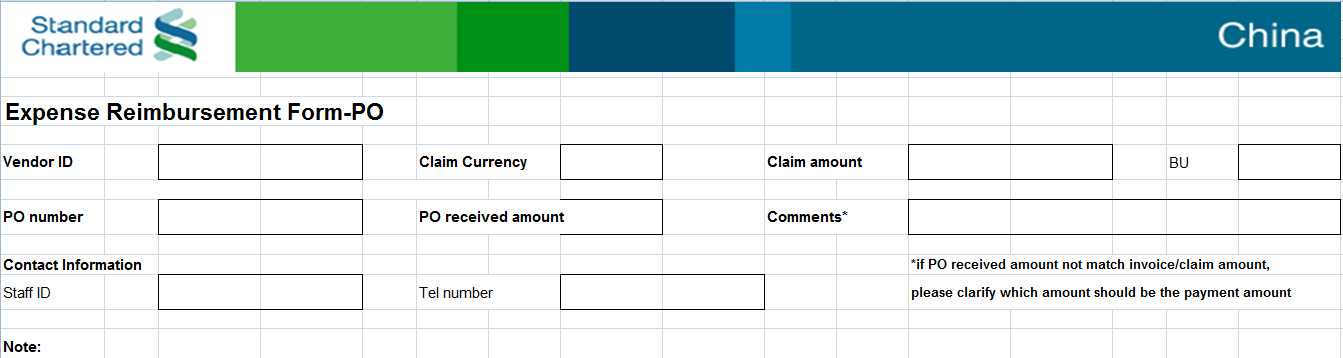 Standard
Chartered
China
Expense Reimbursement Form-PO
Vendor ID Claim Currency Claim amount BU
PO number PO received amount Comments*
Contact Information *if PO received amount not match invoice/claim amount,
Staff ID Tel number please clarify which amount should be the payment amount
Note: